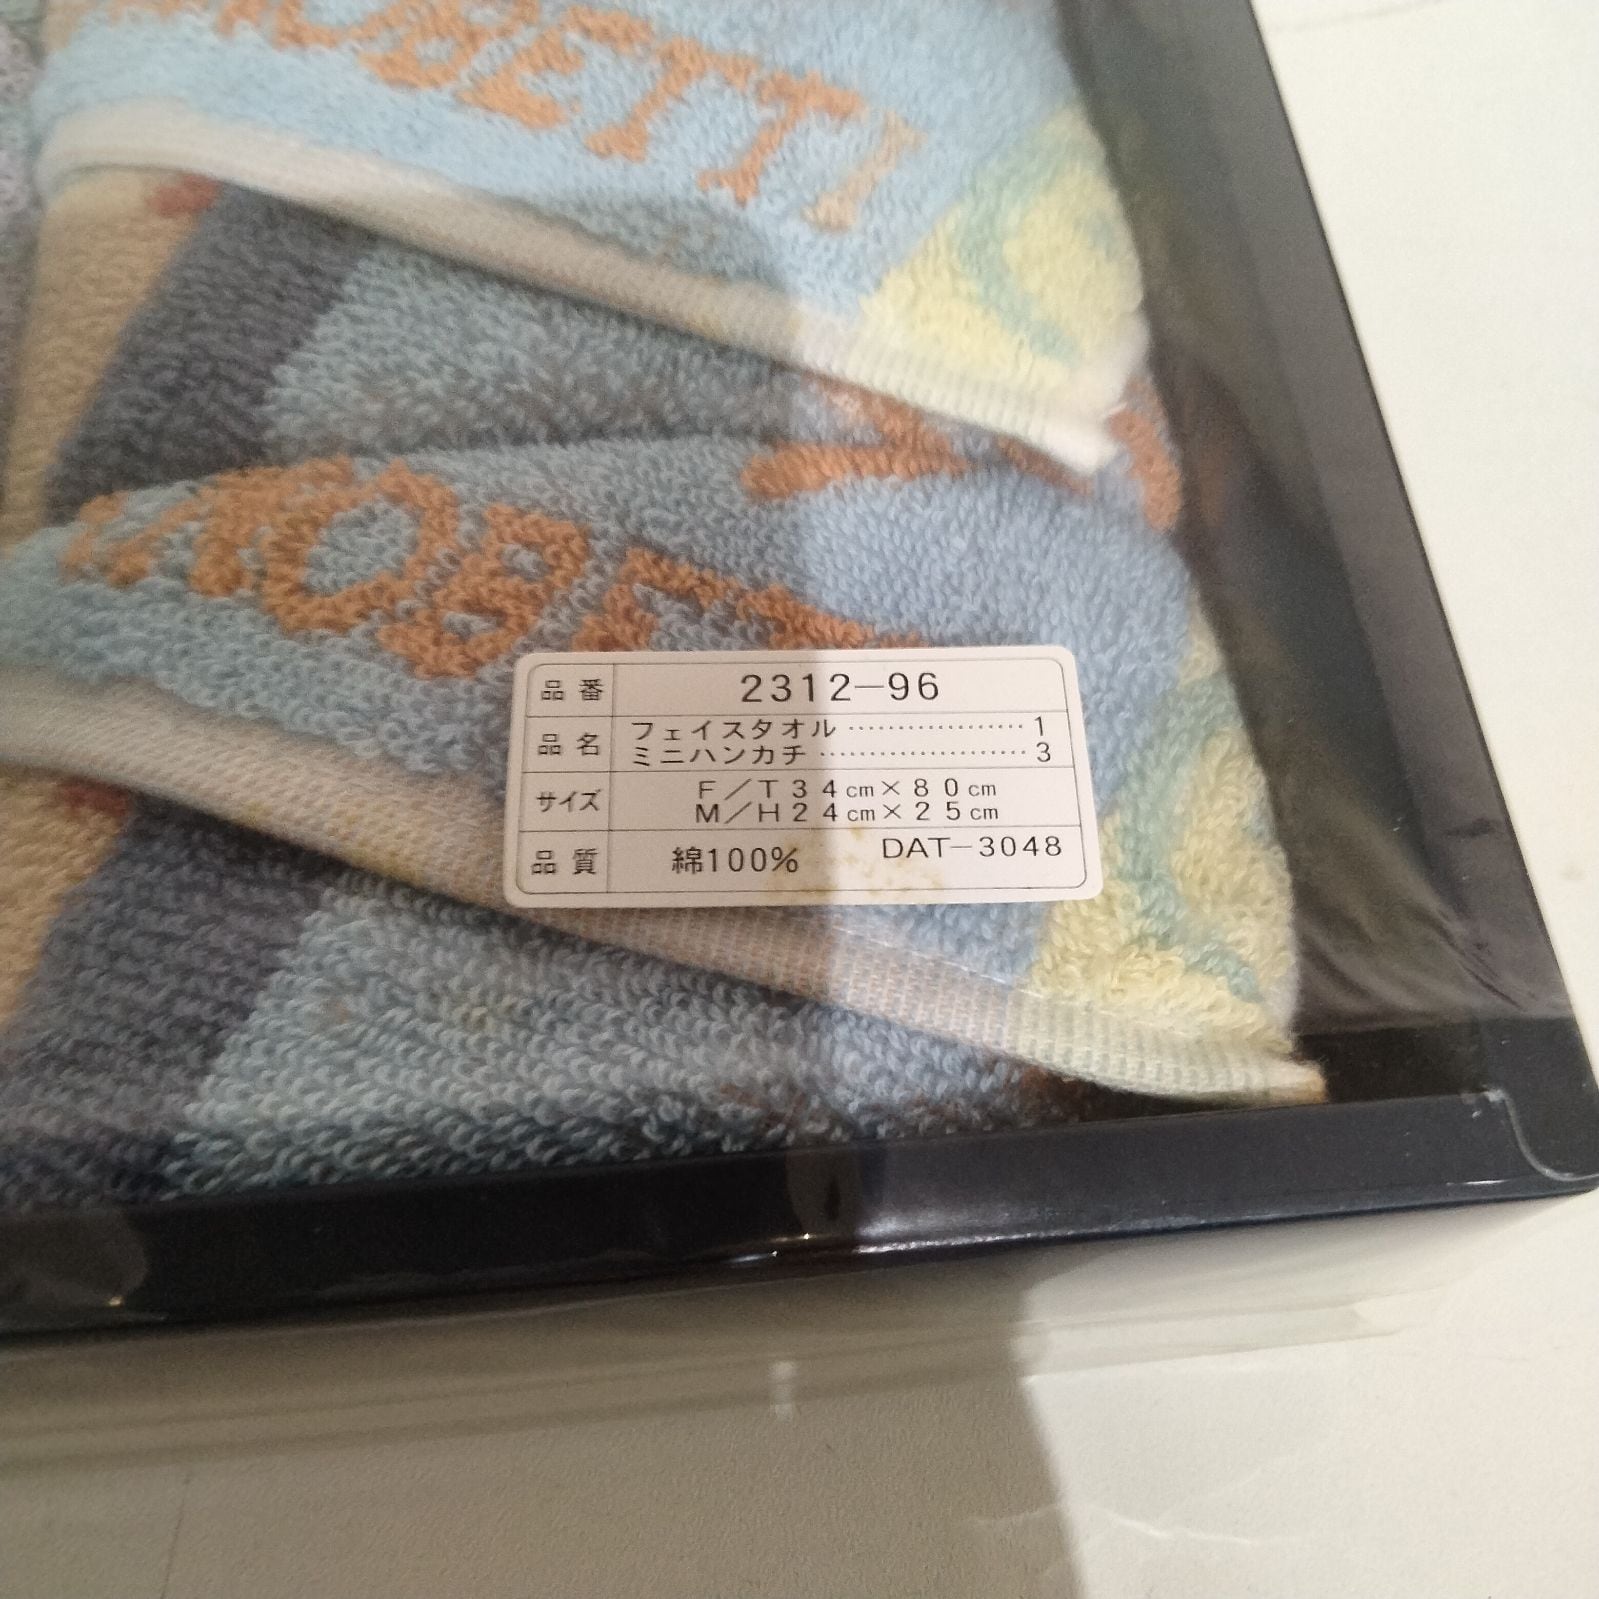 OBETTI
品番 2312-96
品名 フェイスタオル ………………… 1
ミニハンカチ ………………… 3
サイズ F／T 34cm×80cm
M／H 24cm×25cm
品質 綿100% DAT-3048